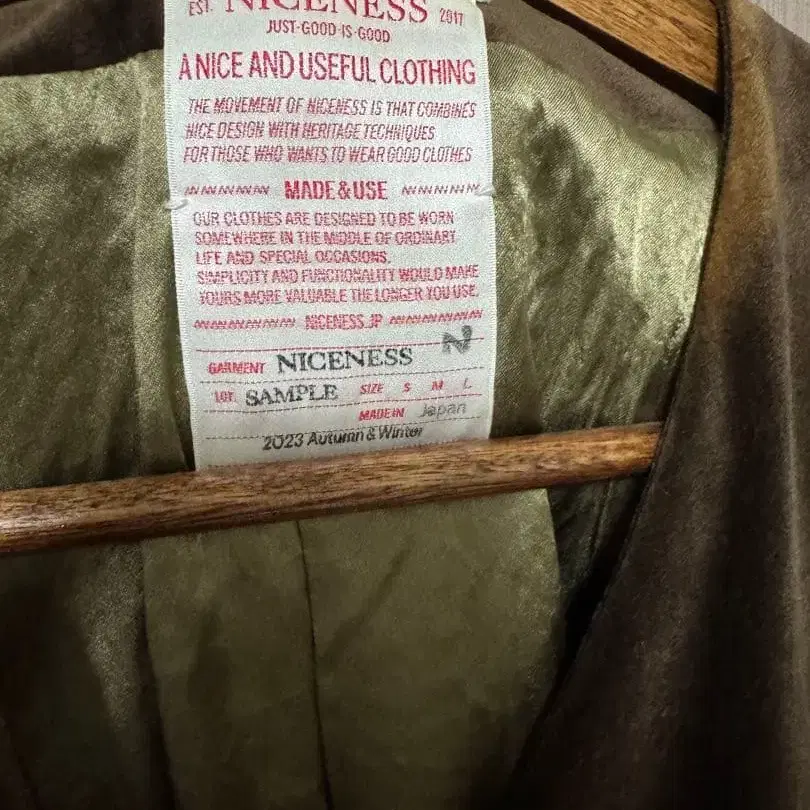 EST. NICENESS 2017
JUST-GOOD-IS-GOOD
A NICE AND USEFUL CLOTHING
THE MOVEMENT OF NICENESS IS THAT COMBINES
NICE DESIGN WITH HERITAGE TECHNIQUES
FOR THOSE WHO WANTS TO WEAR GOOD CLOTHES
MADE & USE
OUR CLOTHES ARE DESIGNED TO BE WORN
SOMEWHERE IN THE MIDDLE OF ORDINARY
LIFE AND SPECIAL OCCASIONS.
SIMPLICITY AND FUNCTIONALITY WOULD MAKE
YOURS MORE VALUABLE THE LONGER YOU USE.
NICENESS.JP
GARMENT NICENESS N
LOT. SAMPLE SIZE S M L
MADE IN Japan
2023 Autumn & Winter